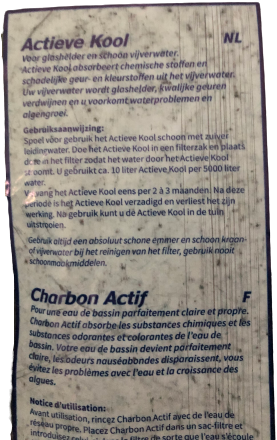 Actieve Kool NL
Voor glashelder en schoon vijverwater.
Actieve Kool absorbeert chemische stoffen en
schadelijke geur- en kleurstoffen uit het vijverwater.
Uw vijverwater wordt glashelder, kwalijke geuren
verdwijnen en u voorkomt waterproblemen en
algengroei.
Gebruiksaanwijzing:
Spoel vóór gebruik het Actieve Kool schoon met zuiver
leidingwater. Doe het Actieve Kool in een filterzak en plaats
deze in het filter zodat het water door het Actieve Kool
stroomt. U gebruikt ca. 10 liter Actieve Kool per 5000 liter
water.
Vervang het Actieve Kool eens per 2 à 3 maanden. Na deze
periode is het Actieve Kool verzadigd en verliest het zijn
werking. Na gebruik kunt u de Actieve Kool in de tuin
uitstrooien.
Gebruik altijd een absoluut schone emmer en schoon kraan-
of vijverwater bij het reinigen van het filter, gebruik nooit
schoonmaakmiddelen.
Charbon Actif F
Pour une eau de bassin parfaitement claire et propre.
Charbon Actif absorbe les substances chimiques et les
substances odorantes et colorantes de l'eau de
bassin. Votre eau de bassin devient parfaitement
claire, les odeurs nauséabondes disparaissent, vous
évitez les problèmes avec l'eau et la croissance des
algues.
Notice d'utilisation:
Avant utilisation, rincez Charbon Actif avec de l'eau de
réseau propre. Placez Charbon Actif dans un sac-filtre et
introduisez filtre de sorte que l'eau s'écoule